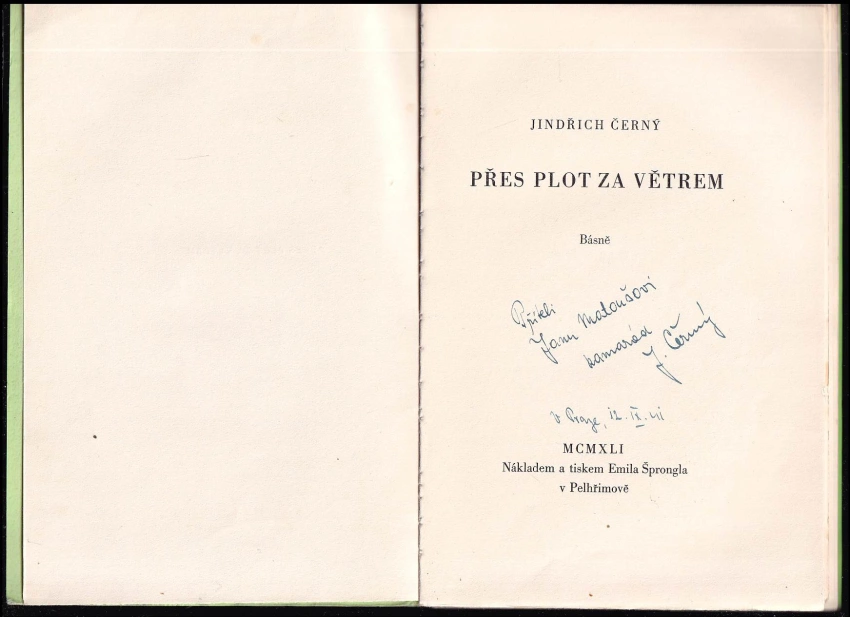 JINDŘICH ČERNÝ
PŘES PLOT ZA VĚTREM
Básně
Příteli
Janu Matoušovi
kamarád
J. Černý
V Praze, 12. IX. 41
MCMXLI
Nákladem a tiskem Emila Šprongla
v Pelhřimově